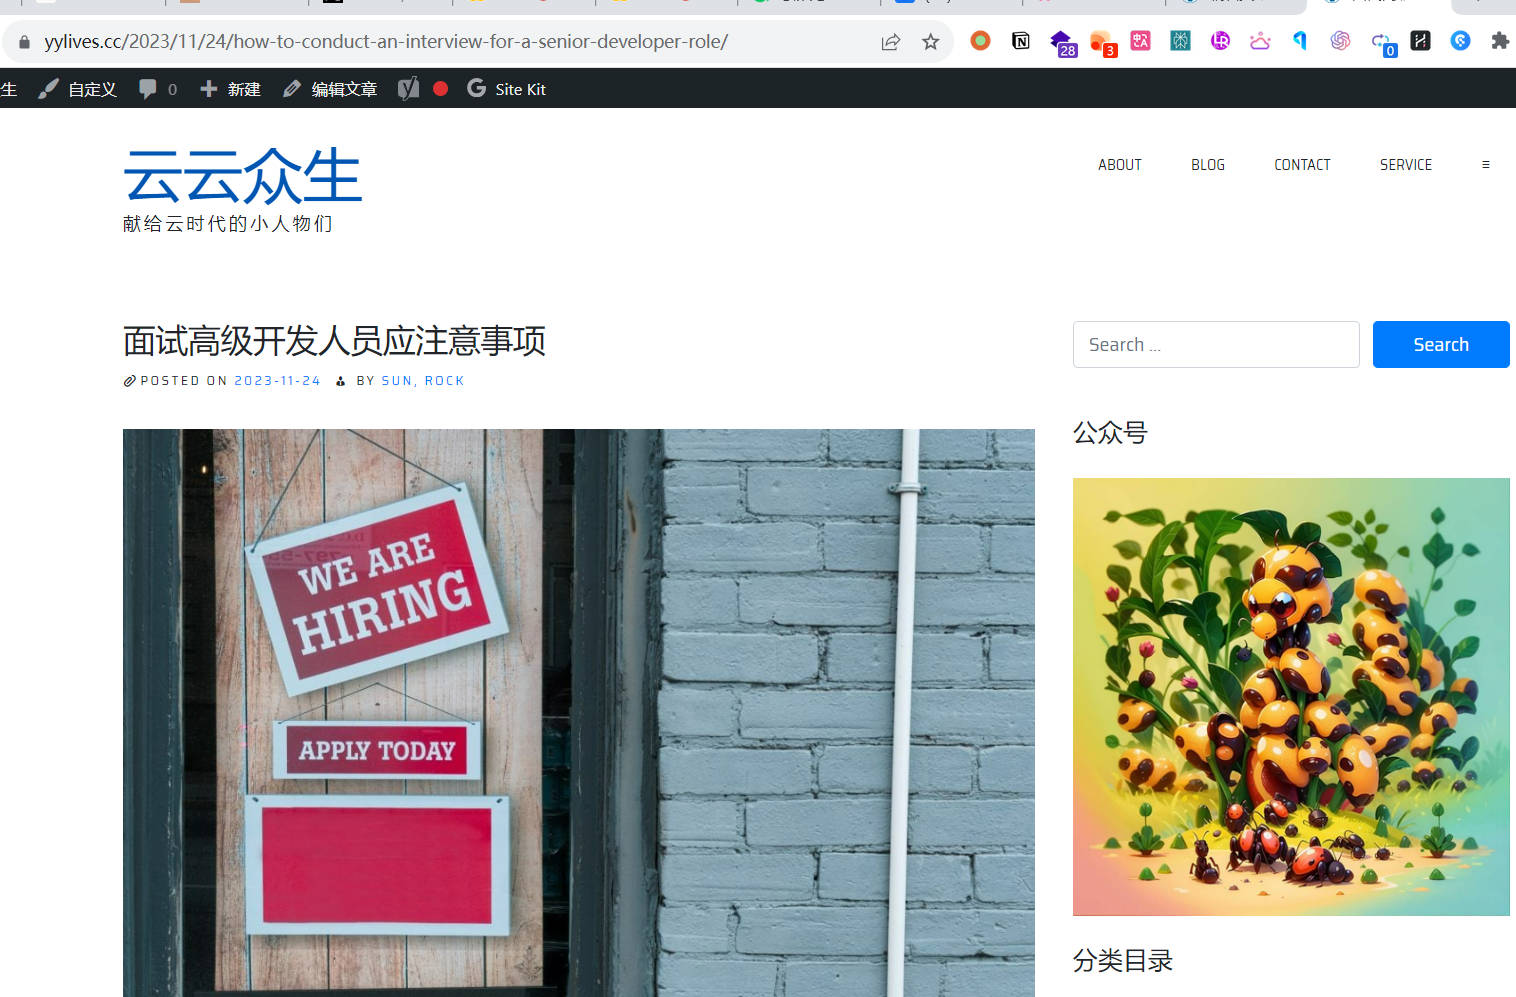 yylives.cc/2023/11/24/how-to-conduct-an-interview-for-a-senior-developer-role/
28
3
0
生 自定义 0 新建 编辑文章 Site Kit
云云众生
献给云时代的小人物们
ABOUT BLOG CONTACT SERVICE
面试高级开发人员应注意事项
POSTED ON 2023-11-24 BY SUN, ROCK
Search ...
Search
公众号
WE ARE
HIRING
APPLY TODAY
分类目录